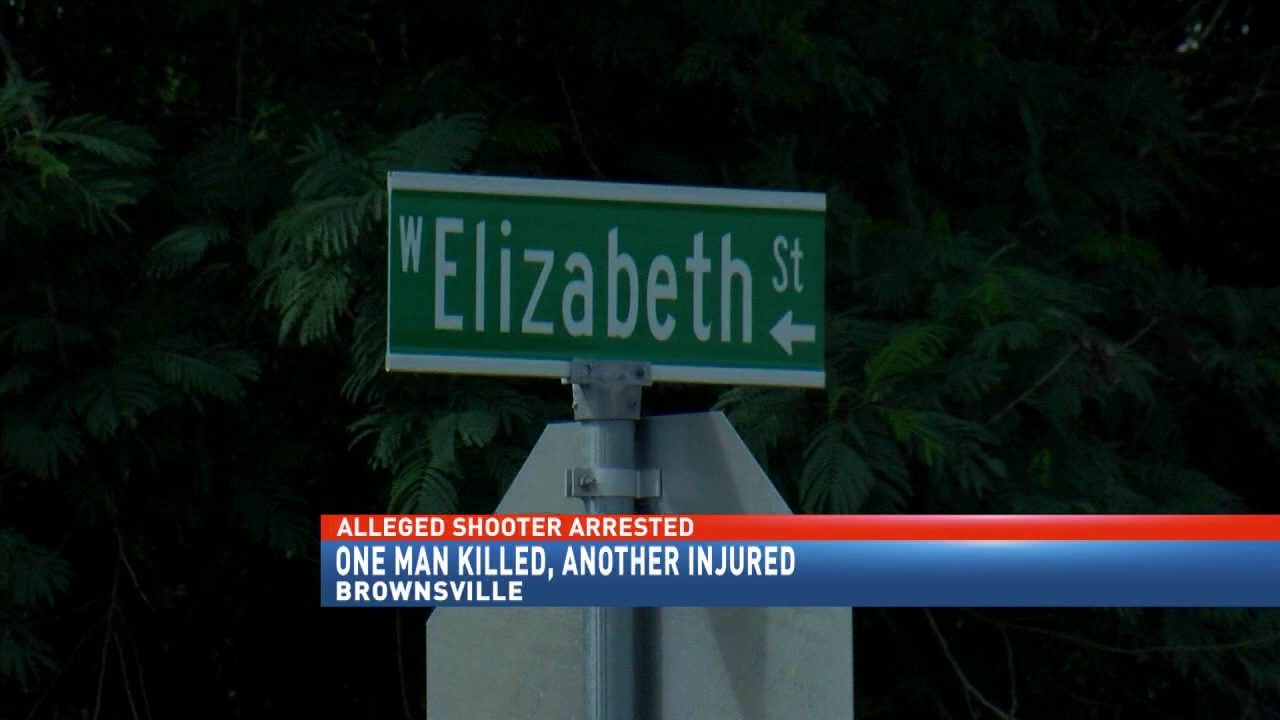 W Elizabeth St
ALLEGED SHOOTER ARRESTED
ONE MAN KILLED, ANOTHER INJURED
BROWNSVILLE